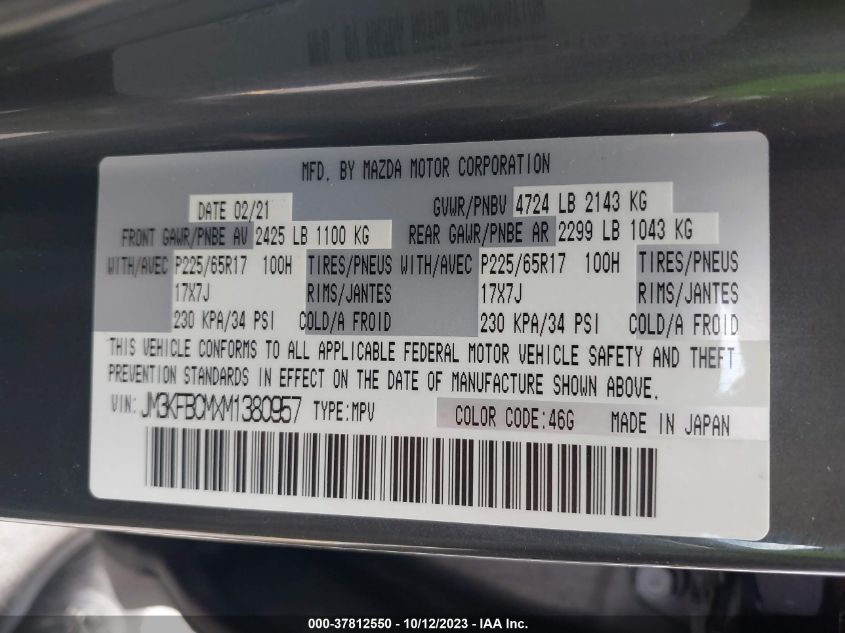 MFD. BY MAZDA MOTOR CORPORATION
DATE 02/21 GVWR/PNBV 4724 LB 2143 KG
FRONT GAWR/PNBE AV 2425 LB 1100 KG REAR GAWR/PNBE AR 2299 LB 1043 KG
WITH/AVEC P225/65R17 100H TIRES/PNEUS WITH/AVEC P225/65R17 100H TIRES/PNEUS
17X7J RIMS/JANTES 17X7J RIMS/JANTES
230 KPA/34 PSI COLD/A FROID 230 KPA/34 PSI COLD/A FROID
THIS VEHICLE CONFORMS TO ALL APPLICABLE FEDERAL MOTOR VEHICLE SAFETY AND THEFT
PREVENTION STANDARDS IN EFFECT ON THE DATE OF MANUFACTURE SHOWN ABOVE.
VIN: JM3KFBCMXM1380957 TYPE:MPV COLOR CODE:46G MADE IN JAPAN
000-37812550 - 10/12/2023 - IAA Inc.